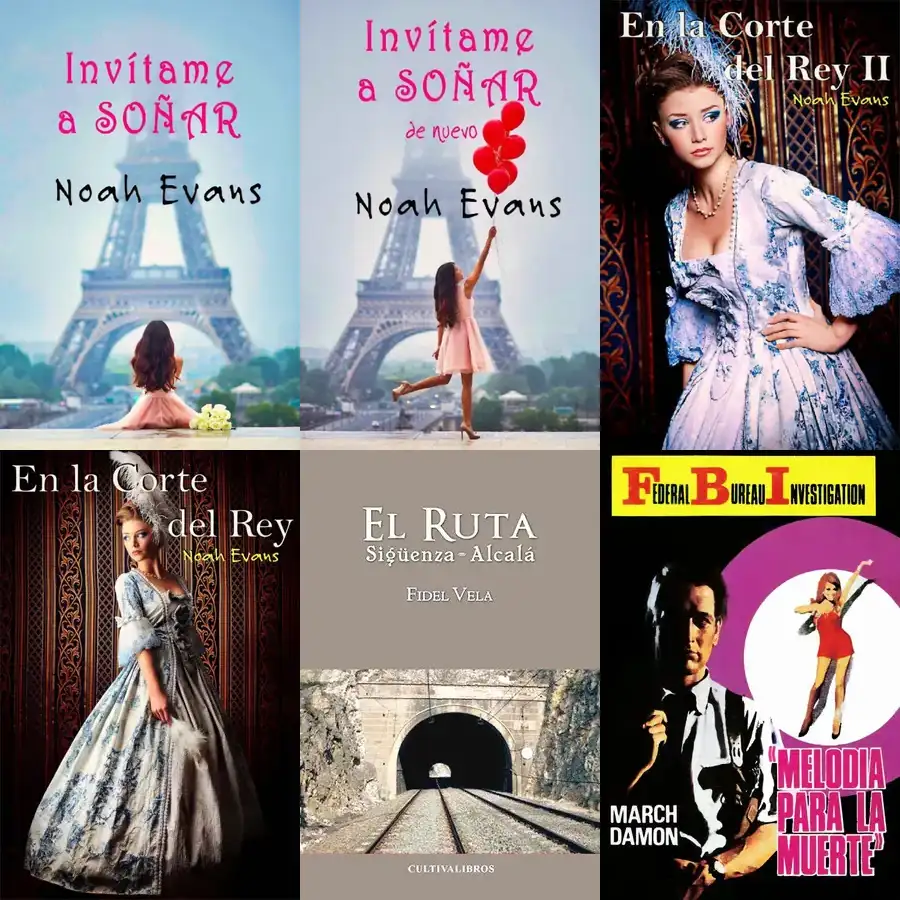 Invítame
a SOÑAR
Noah Evans
Invítame
a SOÑAR
de nuevo
Noah Evans
En la Corte
del Rey II
Noah Evans
En la Corte
del Rey
Noah Evans
EL RUTA
Sigüenza - Alcalá
FIDEL VELA
CULTIVALIBROS
FEDERAL BUREAU INVESTIGATION
MARCH
DAMON
"MELODIA
PARA LA
MUERTE"